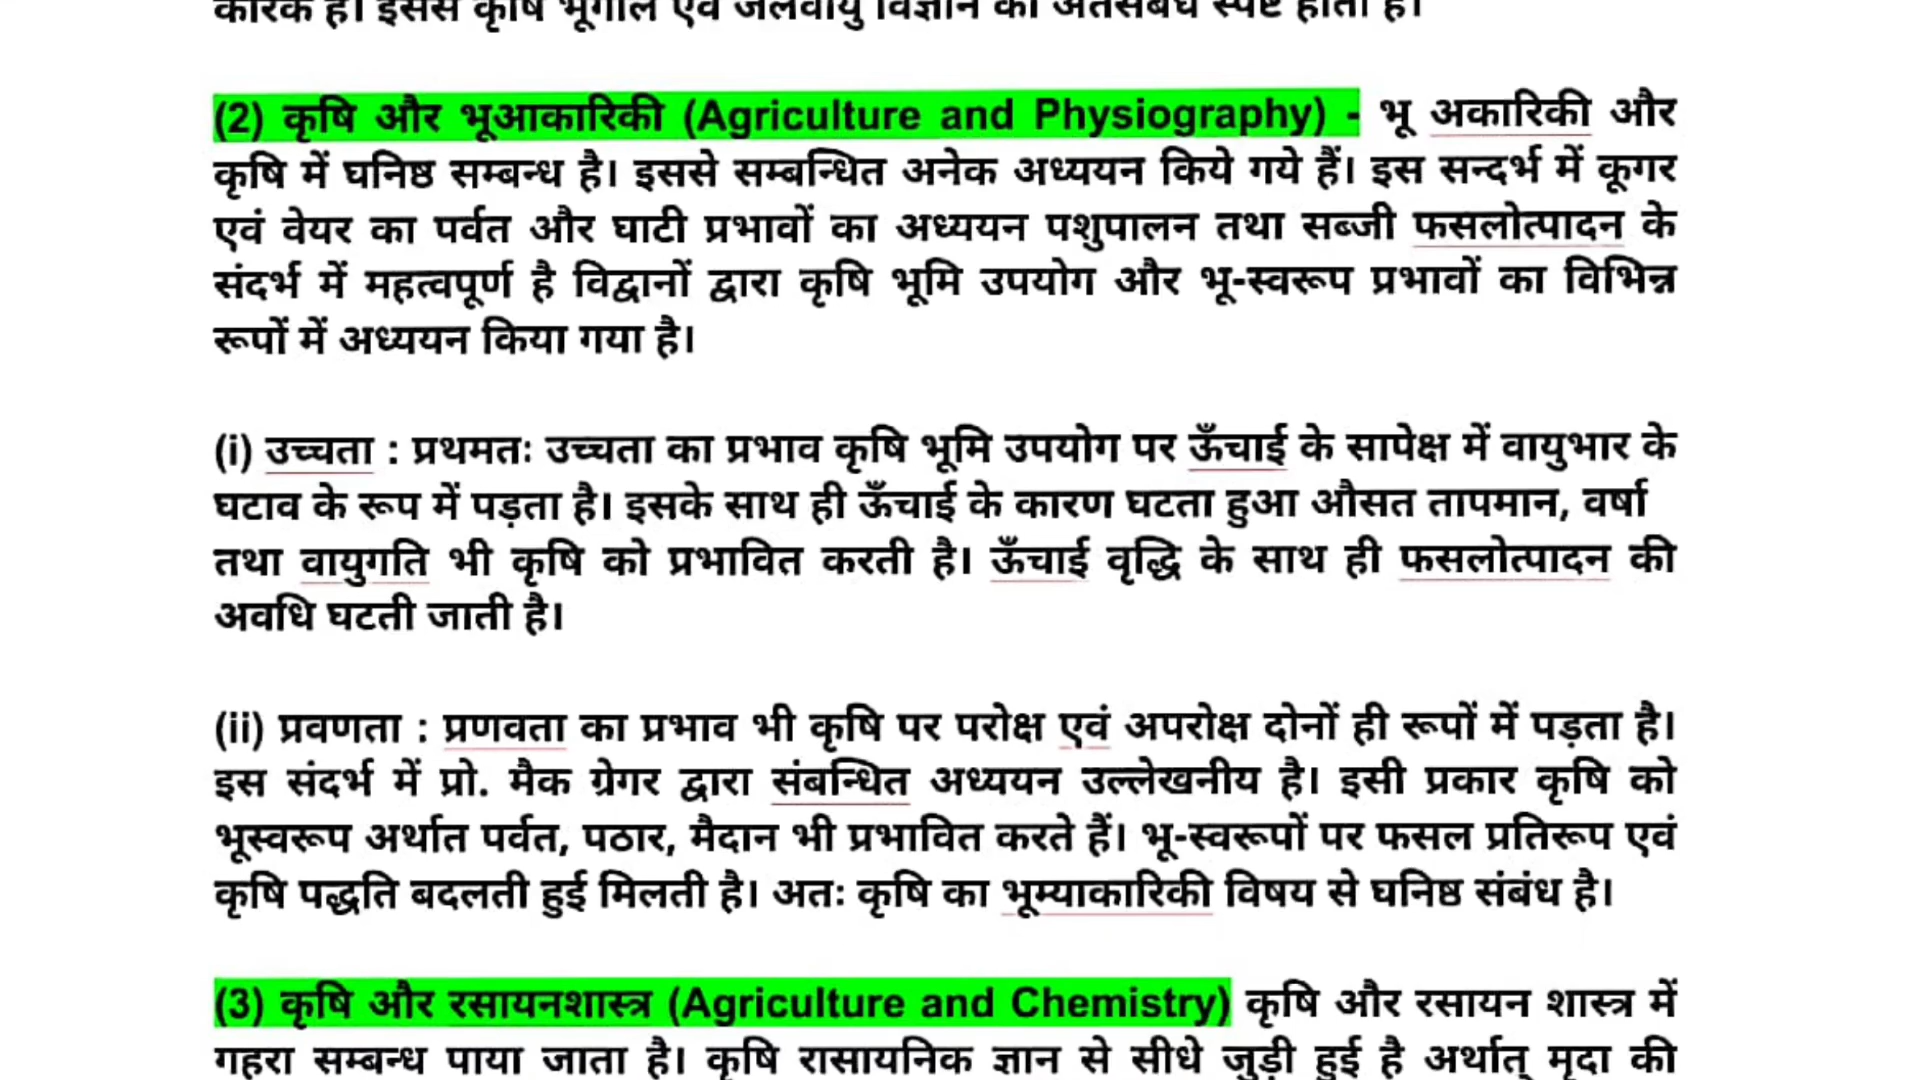 कारक है। इससे कृषि भूगोल एवं जलवायु विज्ञान का अंतर्संबंध स्पष्ट होता है।
(2) कृषि और भूआकारिकी (Agriculture and Physiography) - भू अकारिकी और
कृषि में घनिष्ठ सम्बन्ध है। इससे सम्बन्धित अनेक अध्ययन किये गये हैं। इस सन्दर्भ में कूगर
एवं वेयर का पर्वत और घाटी प्रभावों का अध्ययन पशुपालन तथा सब्जी फसलोत्पादन के
संदर्भ में महत्वपूर्ण है विद्वानों द्वारा कृषि भूमि उपयोग और भू-स्वरूप प्रभावों का विभिन्न
रूपों में अध्ययन किया गया है।
(i) उच्चता : प्रथमतः उच्चता का प्रभाव कृषि भूमि उपयोग पर ऊँचाई के सापेक्ष में वायुभार के
घटाव के रूप में पड़ता है। इसके साथ ही ऊँचाई के कारण घटता हुआ औसत तापमान, वर्षा
तथा वायुगति भी कृषि को प्रभावित करती है। ऊँचाई वृद्धि के साथ ही फसलोत्पादन की
अवधि घटती जाती है।
(ii) प्रवणता : प्रणवता का प्रभाव भी कृषि पर परोक्ष एवं अपरोक्ष दोनों ही रूपों में पड़ता है।
इस संदर्भ में प्रो. मैक ग्रेगर द्वारा संबन्धित अध्ययन उल्लेखनीय है। इसी प्रकार कृषि को
भूस्वरूप अर्थात पर्वत, पठार, मैदान भी प्रभावित करते हैं। भू-स्वरूपों पर फसल प्रतिरूप एवं
कृषि पद्धति बदलती हुई मिलती है। अतः कृषि का भूम्याकारिकी विषय से घनिष्ठ संबंध है।
(3) कृषि और रसायनशास्त्र (Agriculture and Chemistry) कृषि और रसायन शास्त्र में
गहरा सम्बन्ध पाया जाता है। कृषि रासायनिक ज्ञान से सीधे जुड़ी हुई है अर्थात् मृदा की